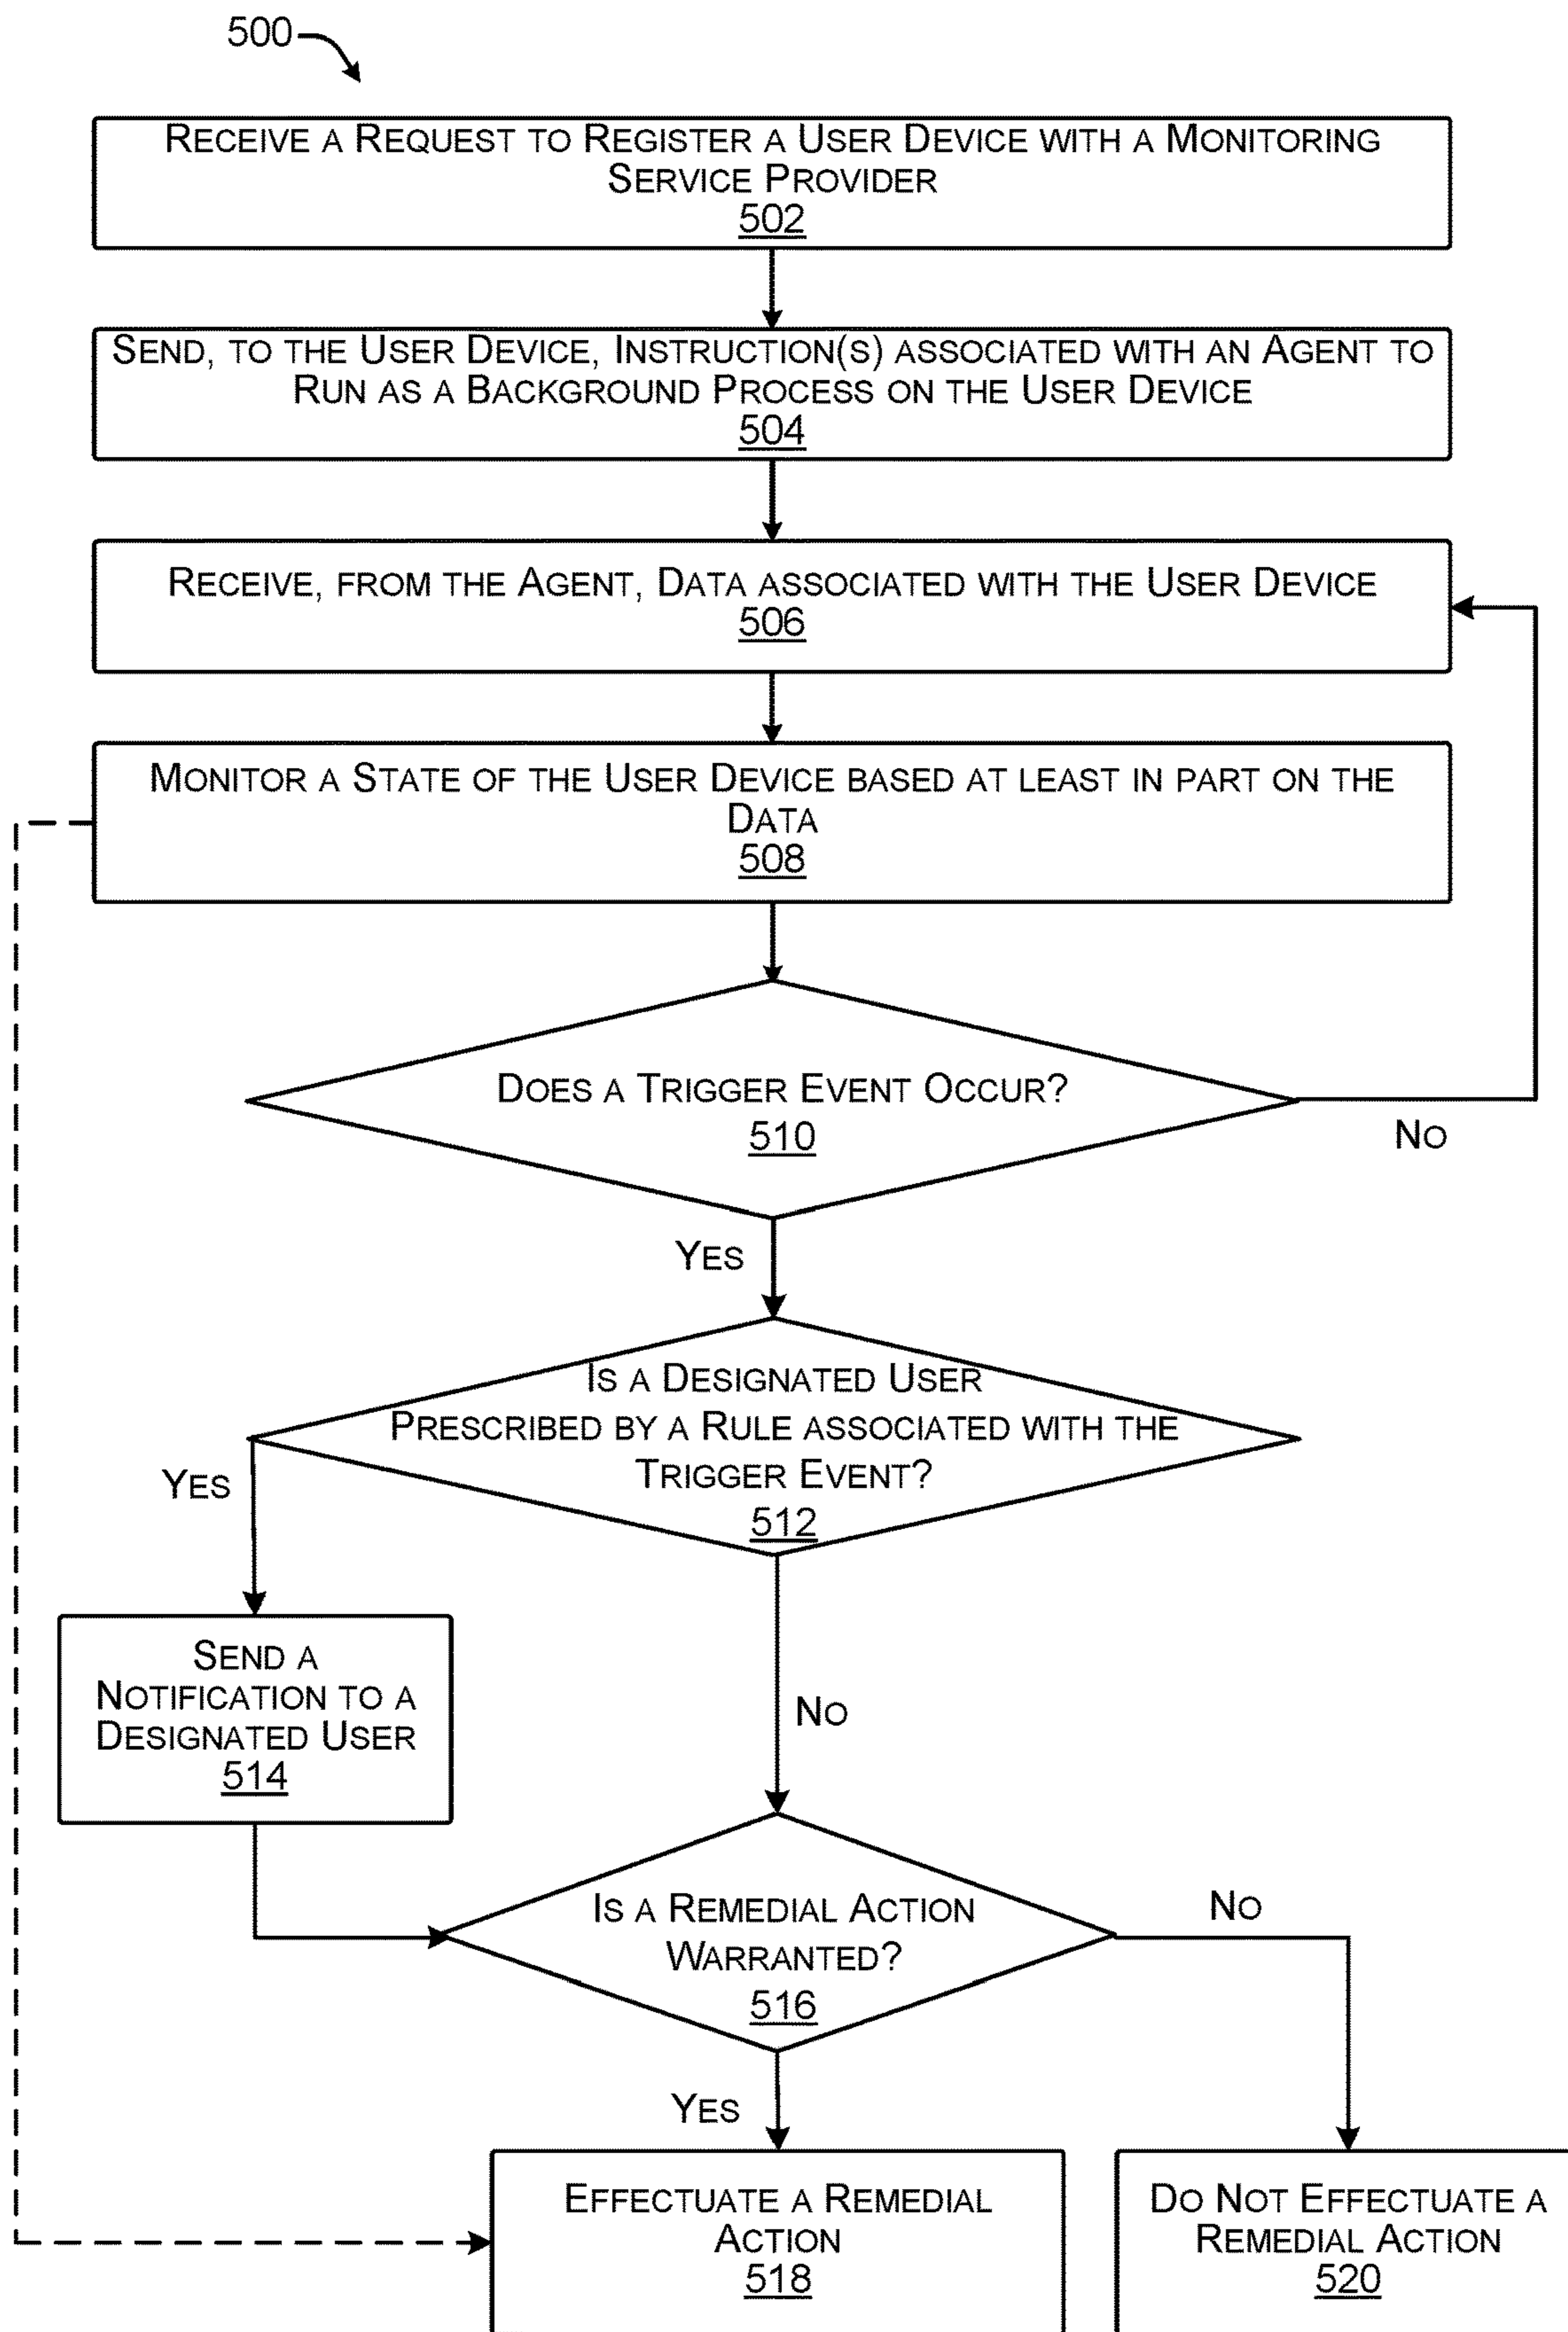 500
RECEIVE A REQUEST TO REGISTER A USER DEVICE WITH A MONITORING
SERVICE PROVIDER
502
SEND, TO THE USER DEVICE, INSTRUCTION(S) ASSOCIATED WITH AN AGENT TO
RUN AS A BACKGROUND PROCESS ON THE USER DEVICE
504
RECEIVE, FROM THE AGENT, DATA ASSOCIATED WITH THE USER DEVICE
506
MONITOR A STATE OF THE USER DEVICE BASED AT LEAST IN PART ON THE
DATA
508
DOES A TRIGGER EVENT OCCUR?
510
NO
YES
IS A DESIGNATED USER
PRESCRIBED BY A RULE ASSOCIATED WITH THE
TRIGGER EVENT?
512
YES
SEND A
NOTIFICATION TO A
DESIGNATED USER
514
NO
IS A REMEDIAL ACTION
WARRANTED?
516
NO
YES
EFFECTUATE A REMEDIAL
ACTION
518
DO NOT EFFECTUATE A
REMEDIAL ACTION
520